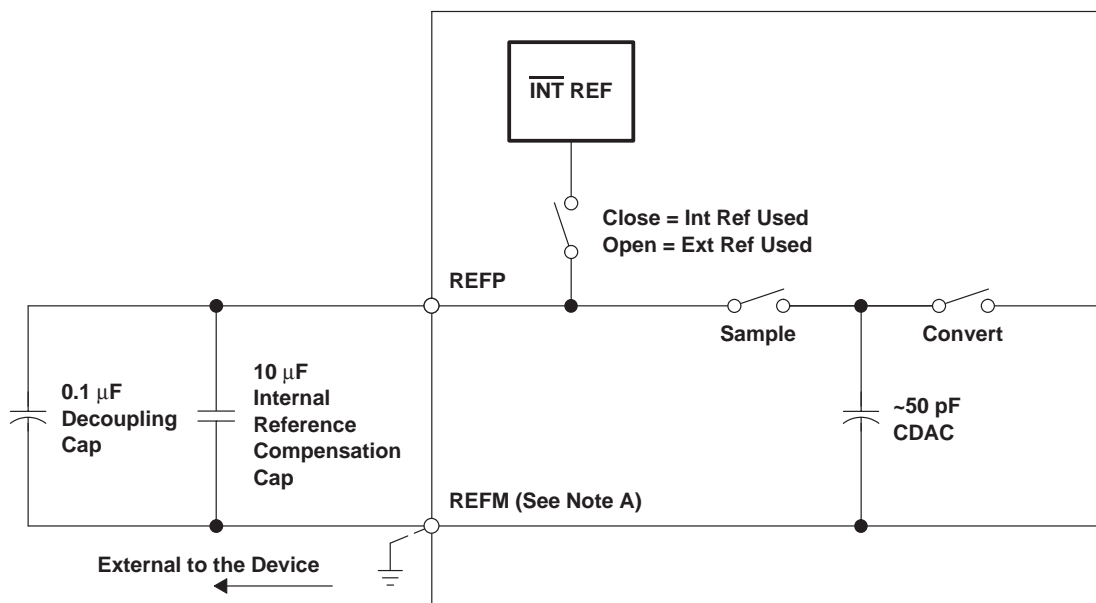 INT REF
Close = Int Ref Used
Open = Ext Ref Used
REFP
Sample
Convert
0.1 μF
Decoupling
Cap
10 μF
Internal
Reference
Compensation
Cap
~50 pF
CDAC
REFM (See Note A)
External to the Device